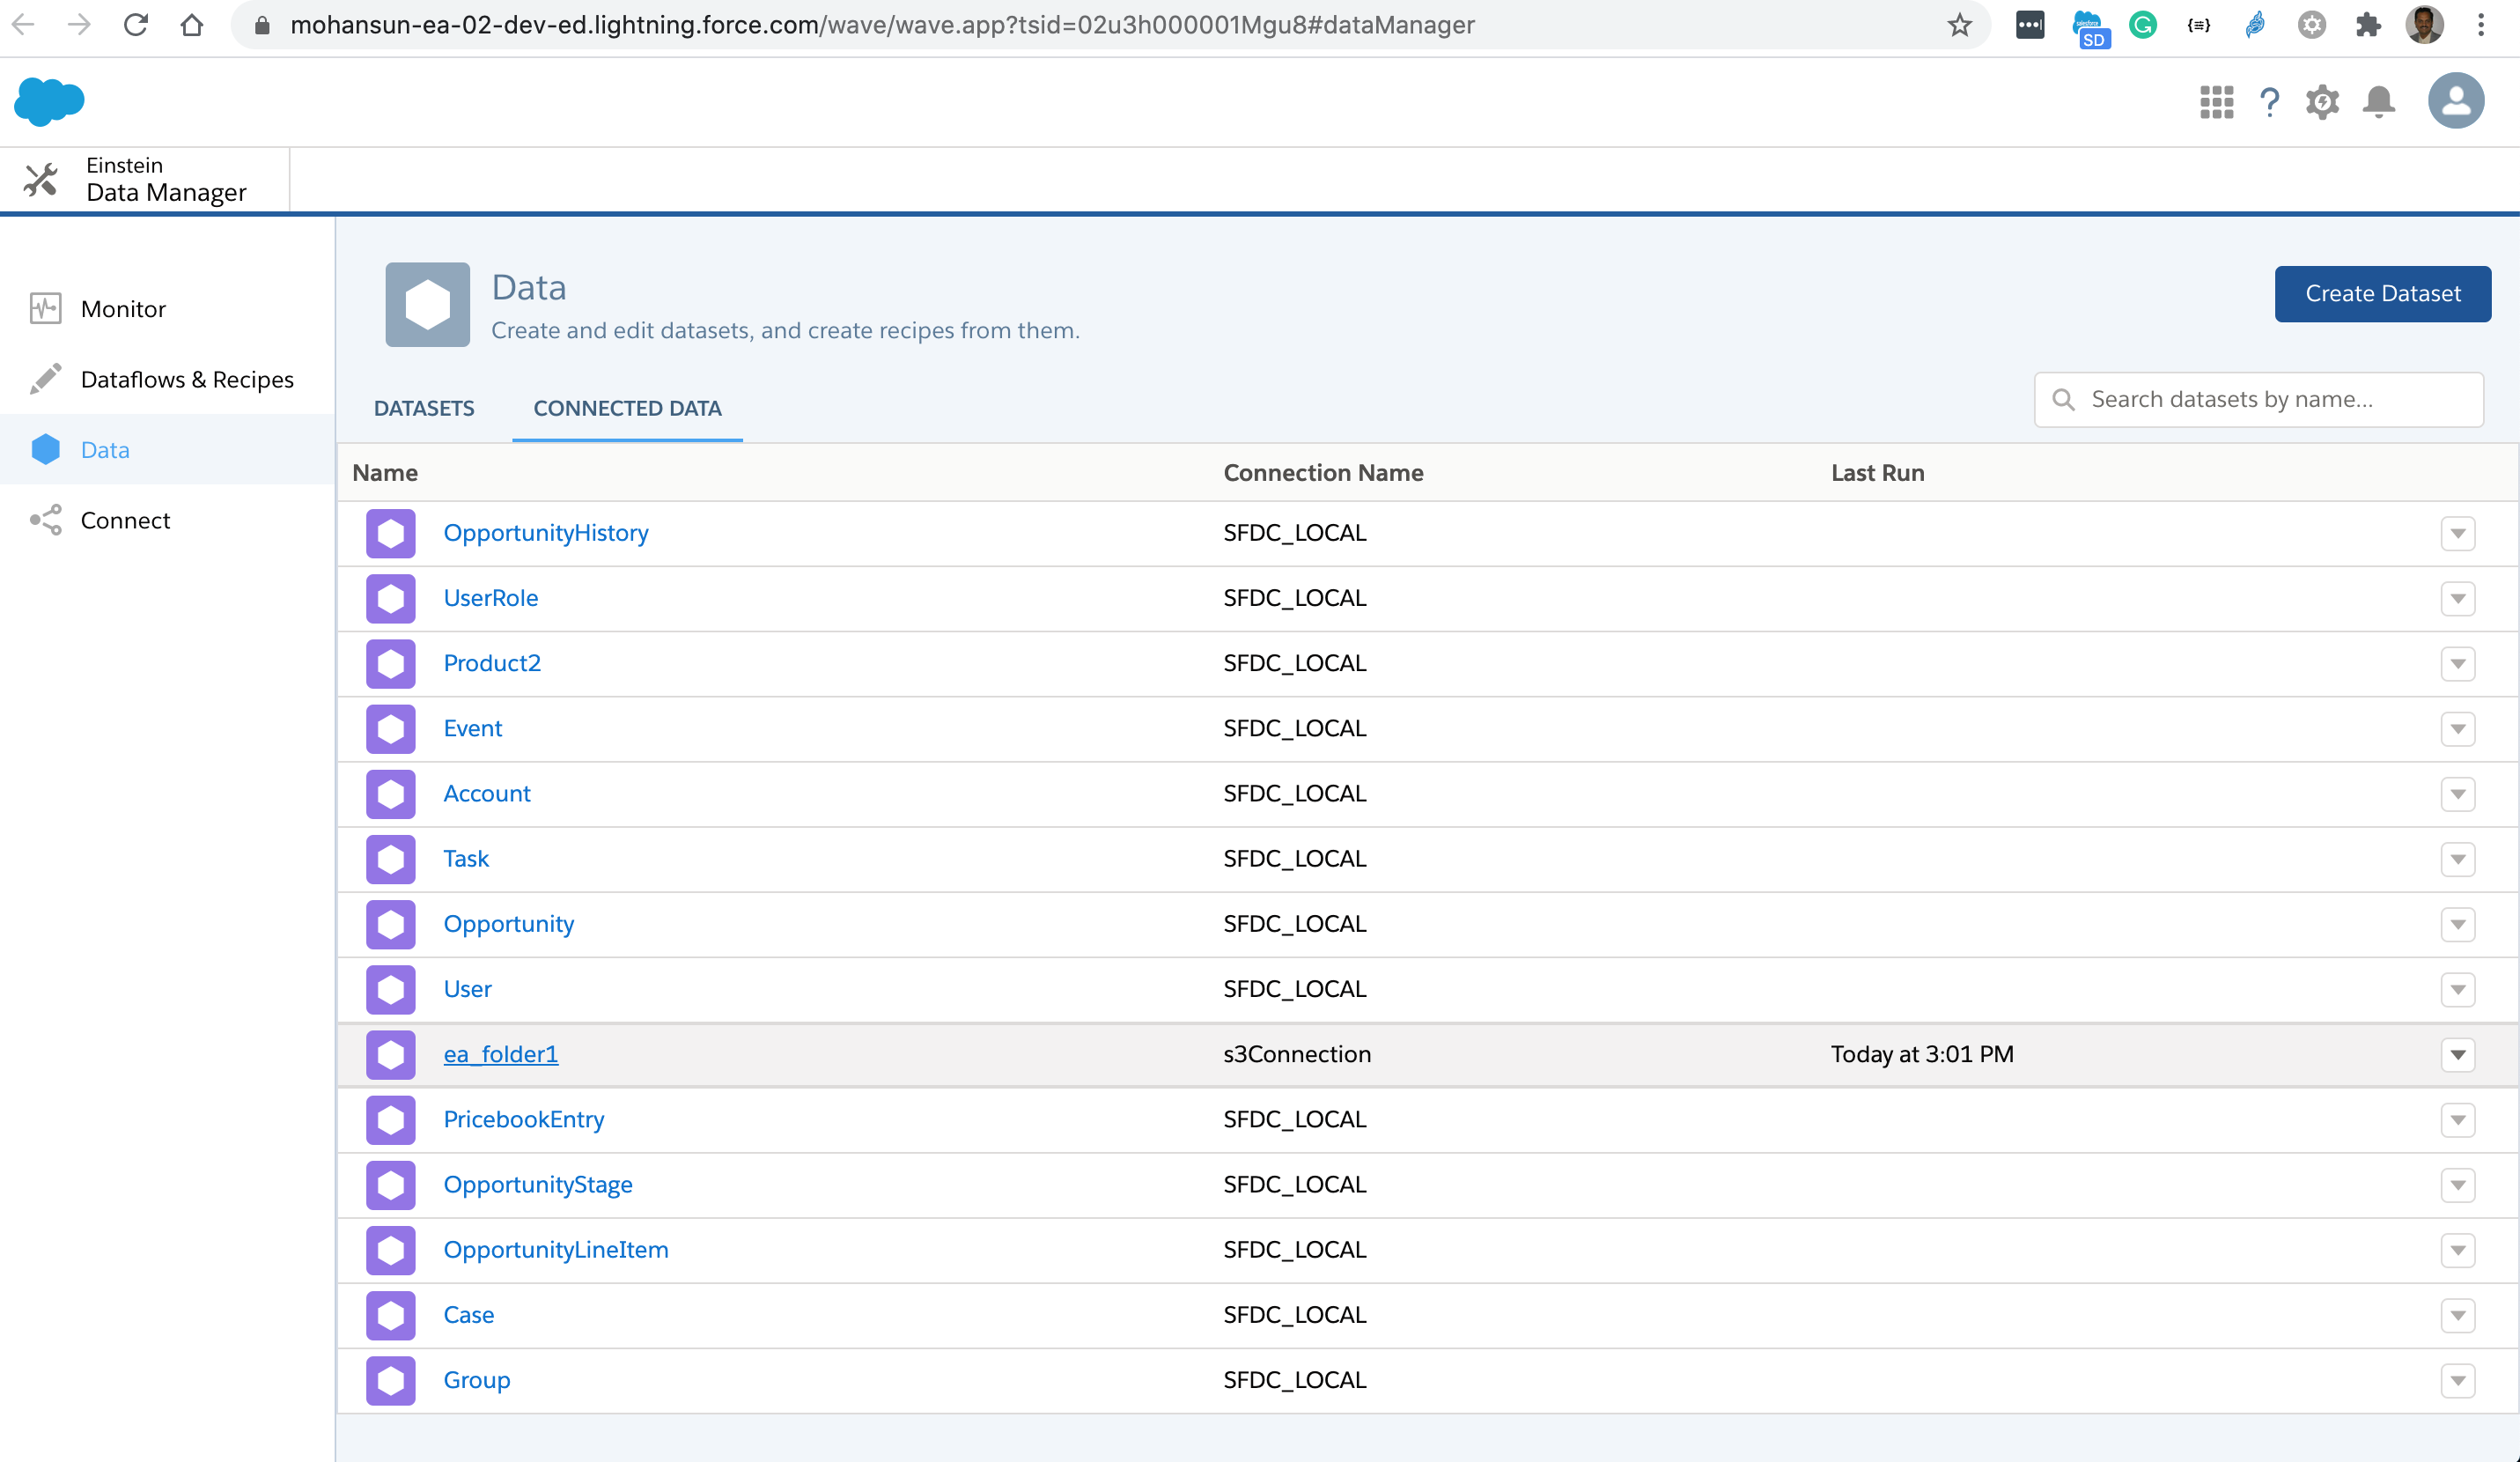 mohansun-ea-02-dev-ed.lightning.force.com/wave/wave.app?tsid=02u3h000001Mgu8#dataManager
SD
Einstein
Data Manager
Monitor
Dataflows & Recipes
Data
Connect
Data
Create and edit datasets, and create recipes from them.
Create Dataset
DATASETS CONNECTED DATA
Search datasets by name...
Name Connection Name Last Run
OpportunityHistory SFDC_LOCAL
UserRole SFDC_LOCAL
Product2 SFDC_LOCAL
Event SFDC_LOCAL
Account SFDC_LOCAL
Task SFDC_LOCAL
Opportunity SFDC_LOCAL
User SFDC_LOCAL
ea_folder1 s3Connection Today at 3:01 PM
PricebookEntry SFDC_LOCAL
OpportunityStage SFDC_LOCAL
OpportunityLineItem SFDC_LOCAL
Case SFDC_LOCAL
Group SFDC_LOCAL